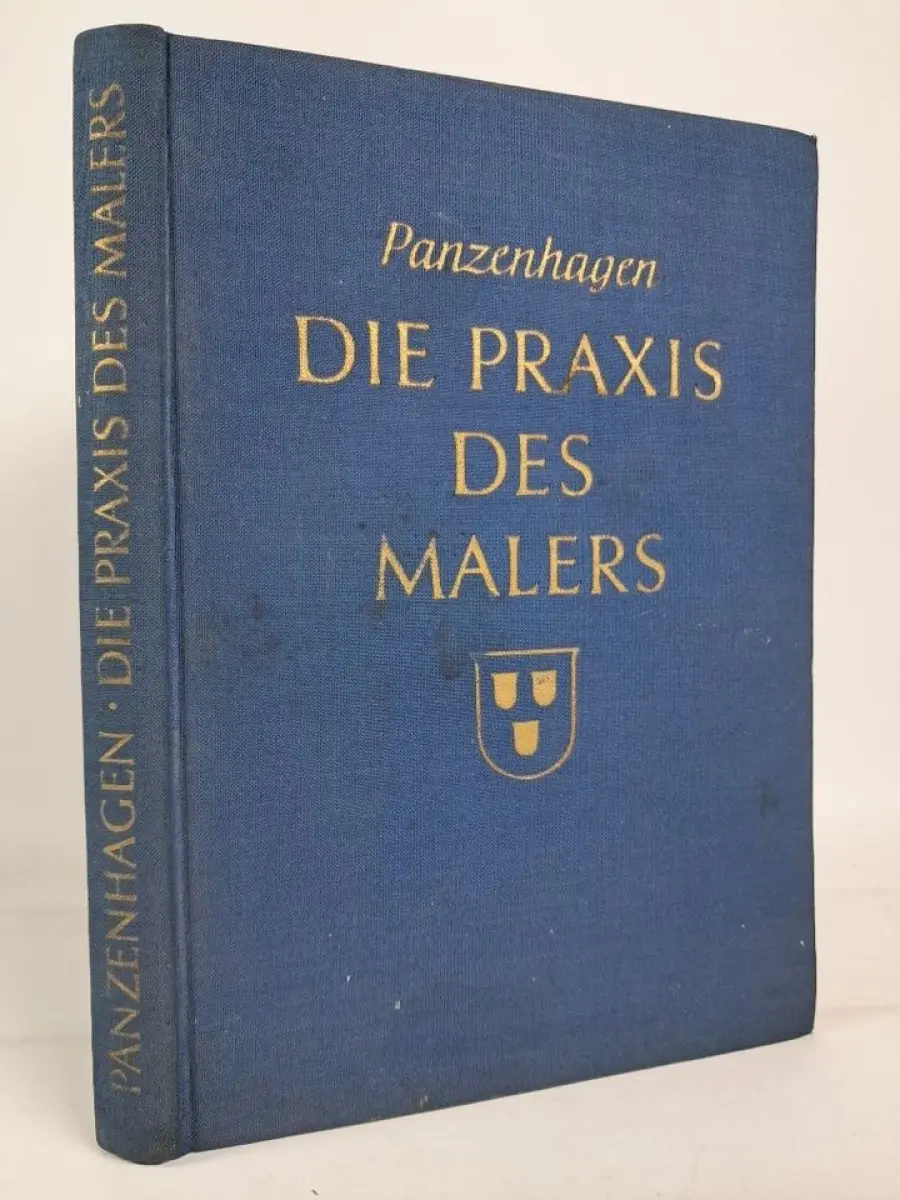 PANZENHAGEN · DIE PRAXIS DES MALERS
Panzenhagen
DIE PRAXIS
DES
MALERS